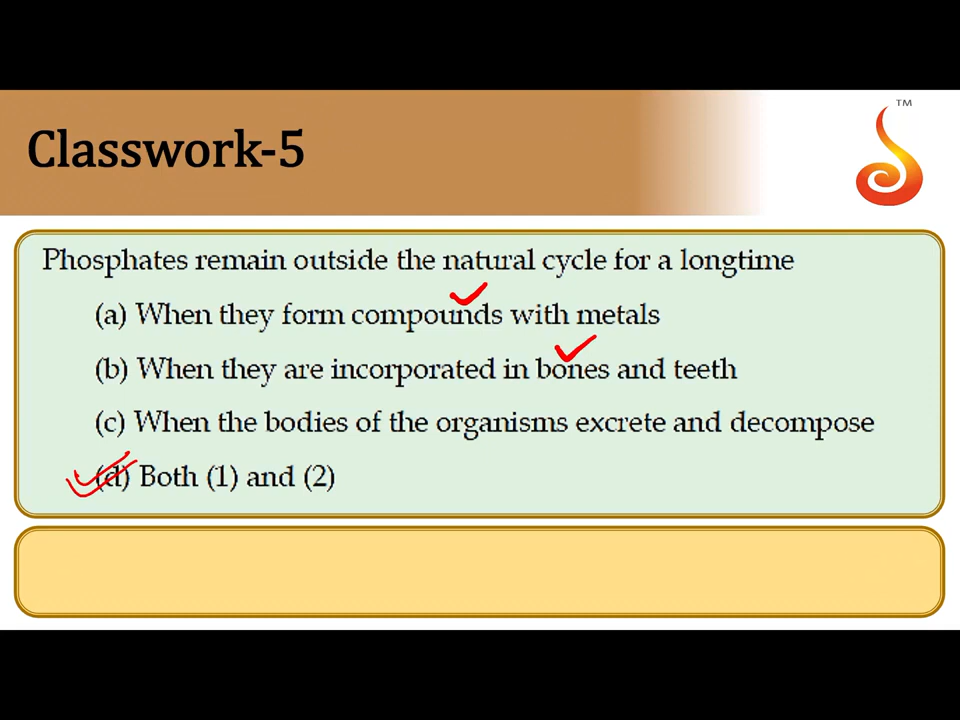 TM
Classwork-5
Phosphates remain outside the natural cycle for a longtime
(a) When they form compounds with metals
(b) When they are incorporated in bones and teeth
(c) When the bodies of the organisms excrete and decompose
(d) Both (1) and (2)